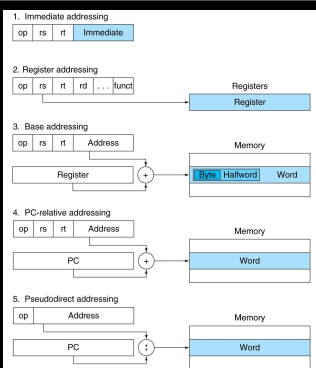 1. Immediate addressing
op rs rt Immediate
2. Register addressing
op rs rt rd . . . funct
Registers
Register
3. Base addressing
op rs rt Address
Memory
Register + Byte Halfword Word
4. PC-relative addressing
op rs rt Address
Memory
PC + Word
5. Pseudodirect addressing
op Address
Memory
PC : Word